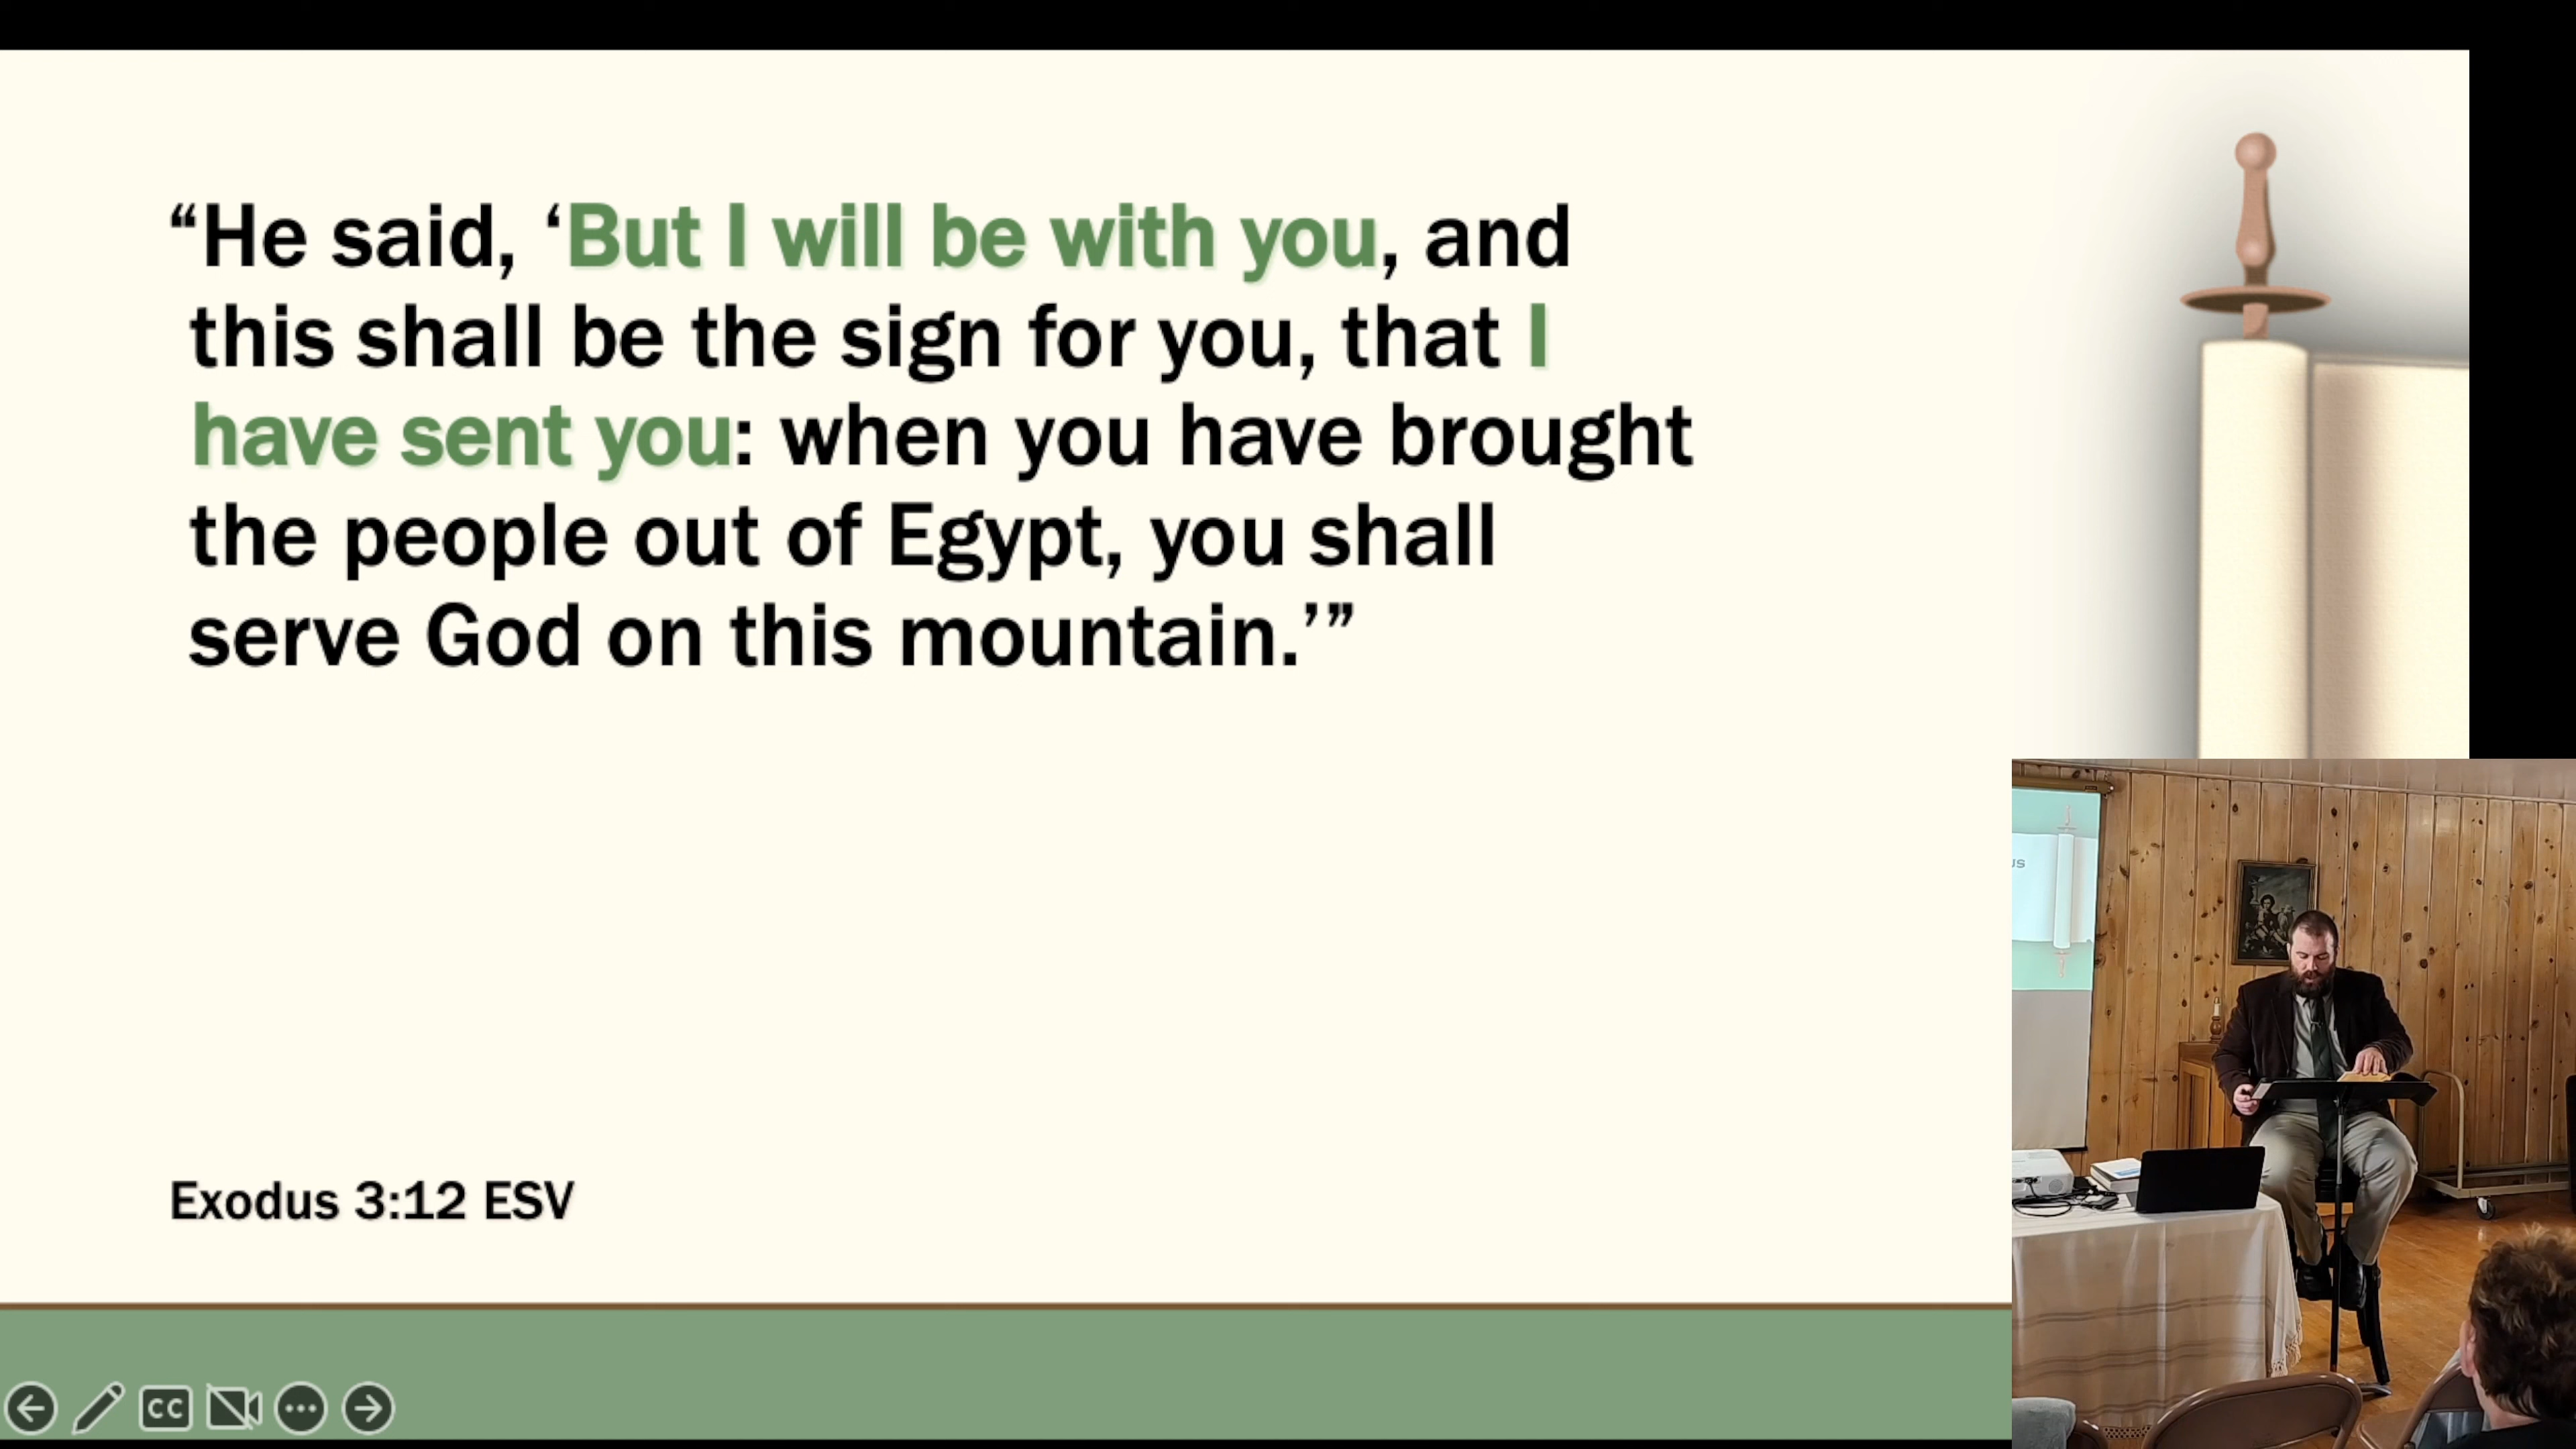 “He said, ‘But I will be with you, and
this shall be the sign for you, that I
have sent you: when you have brought
the people out of Egypt, you shall
serve God on this mountain.’”
Exodus 3:12 ESV
CC